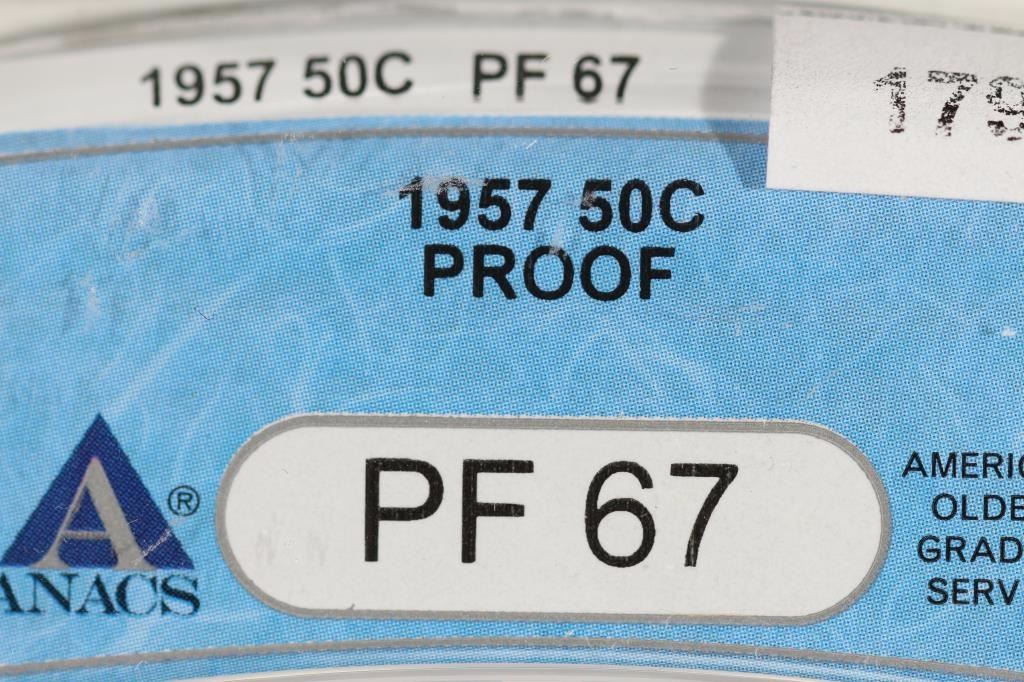 1957 50C PF 67
179
1957 50C
PROOF
PF 67
A
®
ANACS
AMERIC
OLDE
GRAD
SERV